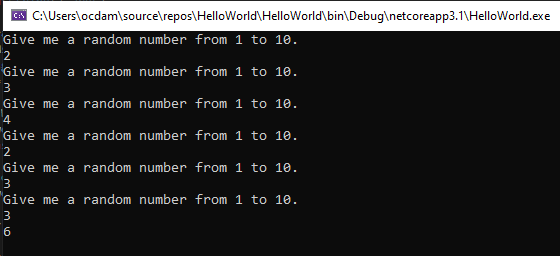 C:\Users\ocdam\source\repos\HelloWorld\HelloWorld\bin\Debug\netcoreapp3.1\HelloWorld.exe
Give me a random number from 1 to 10.
2
Give me a random number from 1 to 10.
3
Give me a random number from 1 to 10.
4
Give me a random number from 1 to 10.
2
Give me a random number from 1 to 10.
3
Give me a random number from 1 to 10.
3
6